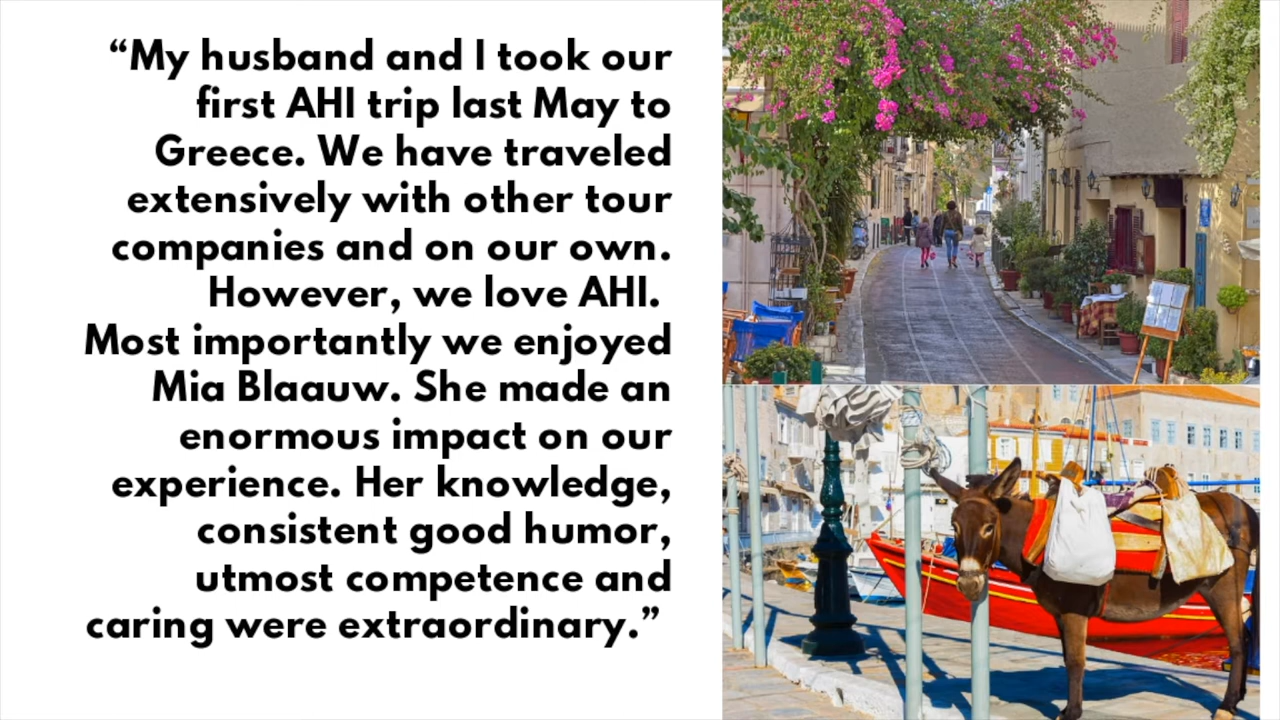 “My husband and I took our
first AHI trip last May to
Greece. We have traveled
extensively with other tour
companies and on our own.
However, we love AHI.
Most importantly we enjoyed
Mia Blaauw. She made an
enormous impact on our
experience. Her knowledge,
consistent good humor,
utmost competence and
caring were extraordinary.”